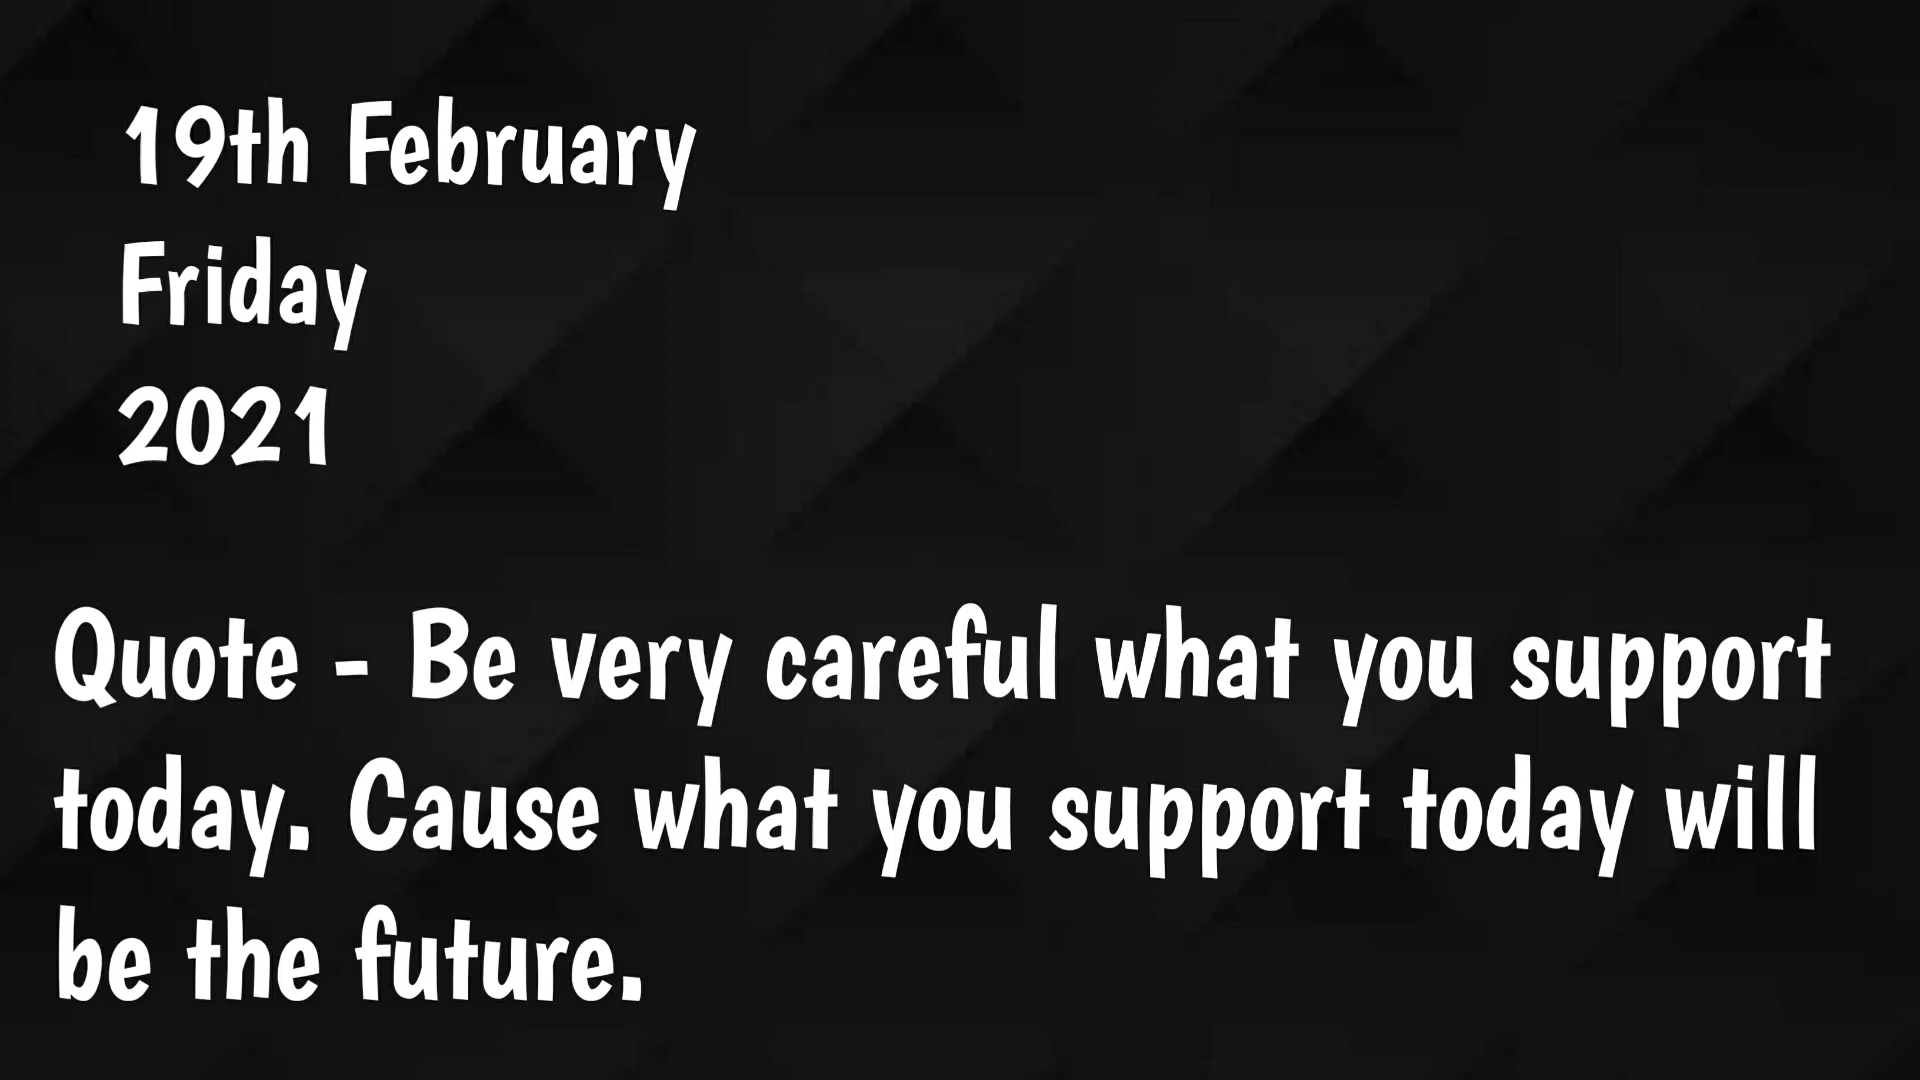 19th February
Friday
2021
Quote - Be very careful what you support
today. Cause what you support today will
be the future.